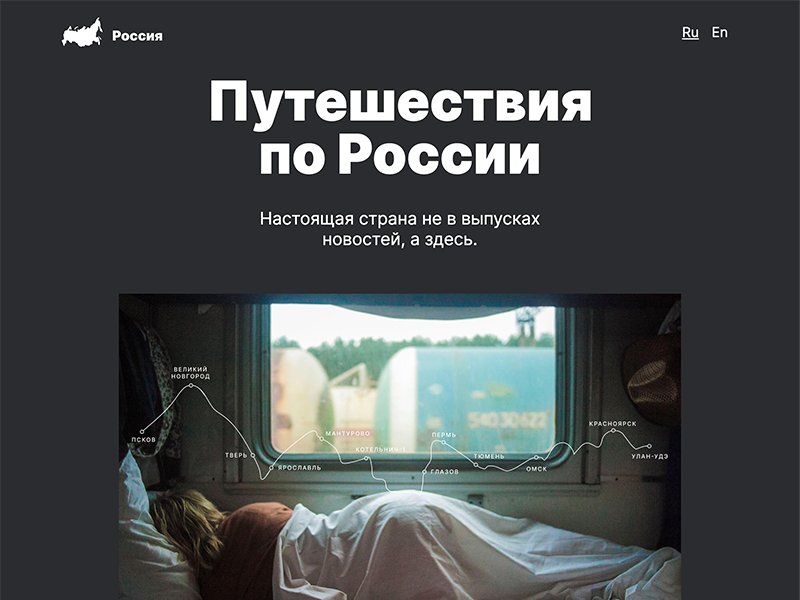 Россия
Ru En
Путешествия
по России
Настоящая страна не в выпусках
новостей, а здесь.
ВЕЛИКИЙ
НОВГОРОД
ПСКОВ
ТВЕРЬ
ЯРОСЛАВЛЬ
МАНТУРОВО
КОТЕЛЬНИЧ-1
ПЕРМЬ
ГЛАЗОВ
ТЮМЕНЬ
ОМСК
КРАСНОЯРСК
УЛАН-УДЭ
54030622